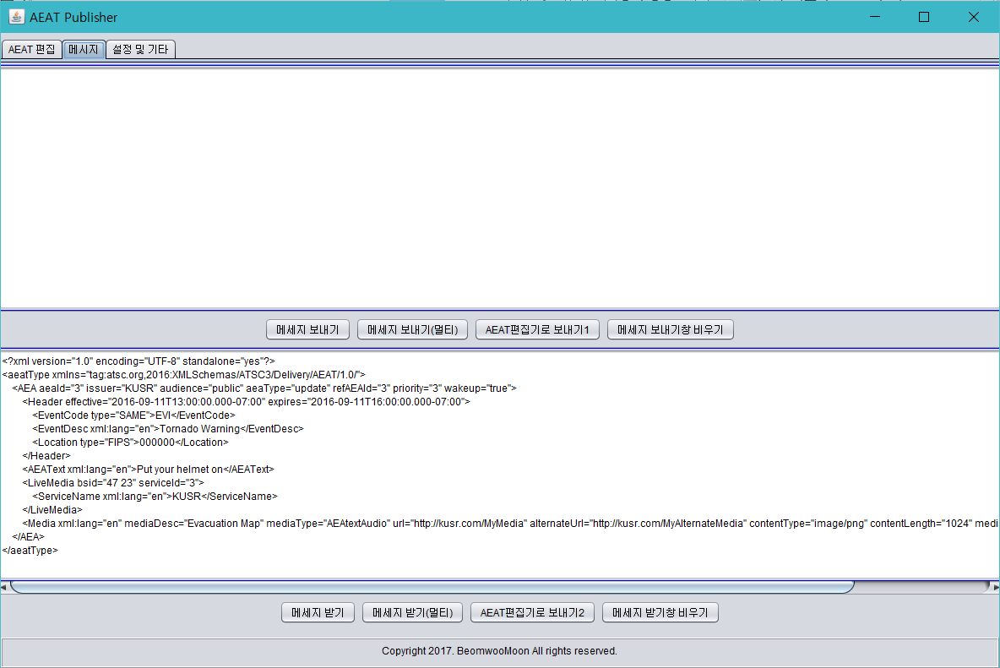 AEAT Publisher
AEAT 편집 메시지 설정 및 기타
메세지 보내기 메세지 보내기(멀티) AEAT편집기로 보내기1 메세지 보내기창 비우기
<?xml version="1.0" encoding="UTF-8" standalone="yes"?>
<aeatType xmlns="tag:atsc.org,2016:XMLSchemas/ATSC3/Delivery/AEAT/1.0/">
<AEA aeaId="3" issuer="KUSR" audience="public" aeaType="update" refAEAId="3" priority="3" wakeup="true">
<Header effective="2016-09-11T13:00:00.000-07:00" expires="2016-09-11T16:00:00.000-07:00">
<EventCode type="SAME">EVI</EventCode>
<EventDesc xml:lang="en">Tornado Warning</EventDesc>
<Location type="FIPS">000000</Location>
</Header>
<AEAText xml:lang="en">Put your helmet on</AEAText>
<LiveMedia bsid="47 23" serviceId="3">
<ServiceName xml:lang="en">KUSR</ServiceName>
</LiveMedia>
<Media xml:lang="en" mediaDesc="Evacuation Map" mediaType="AEAtextAudio" url="http://kusr.com/MyMedia" alternateUrl="http://kusr.com/MyAlternateMedia" contentType="image/png" contentLength="1024" medi
</AEA>
</aeatType>
메세지 받기 메세지 받기(멀티) AEAT편집기로 보내기2 메세지 받기창 비우기
Copyright 2017. BeomwooMoon All rights reserved.